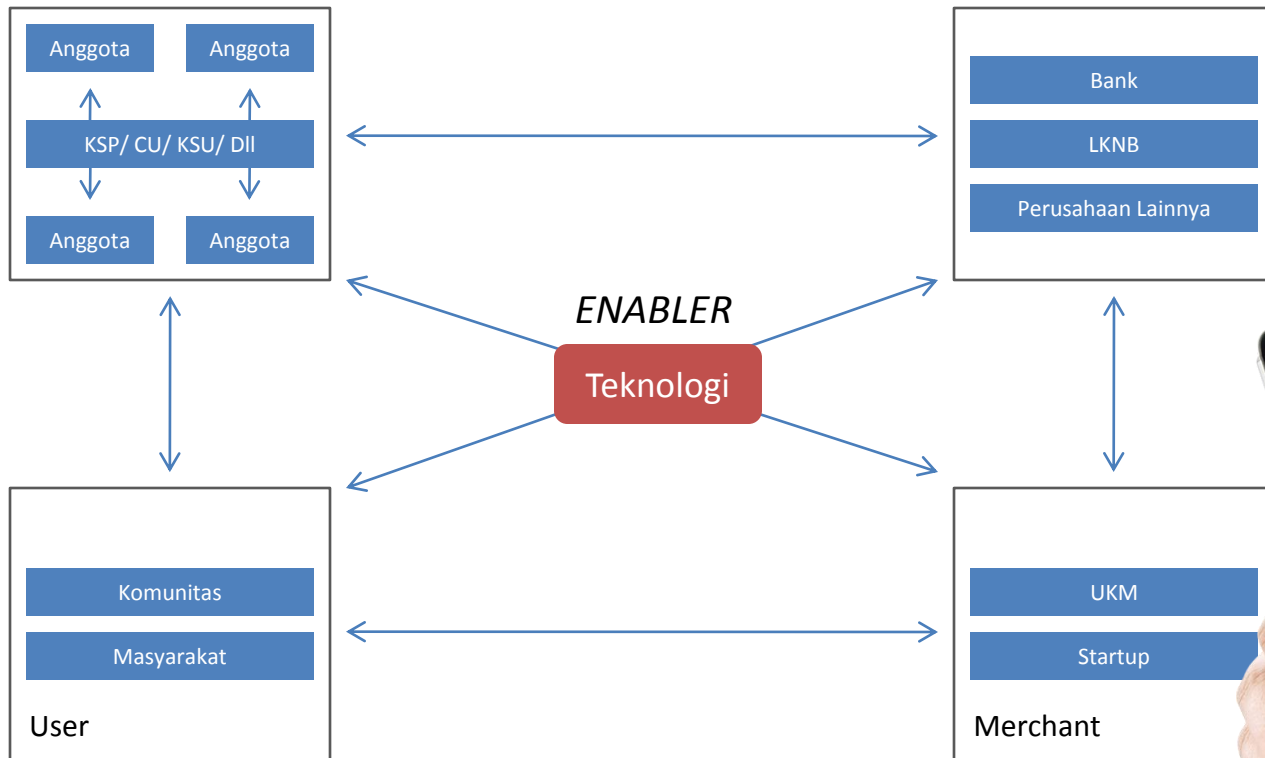 Anggota
Anggota
KSP/ CU/ KSU/ Dll
Anggota
Anggota
Bank
LKNB
Perusahaan Lainnya
ENABLER
Teknologi
Komunitas
Masyarakat
User
UKM
Startup
Merchant